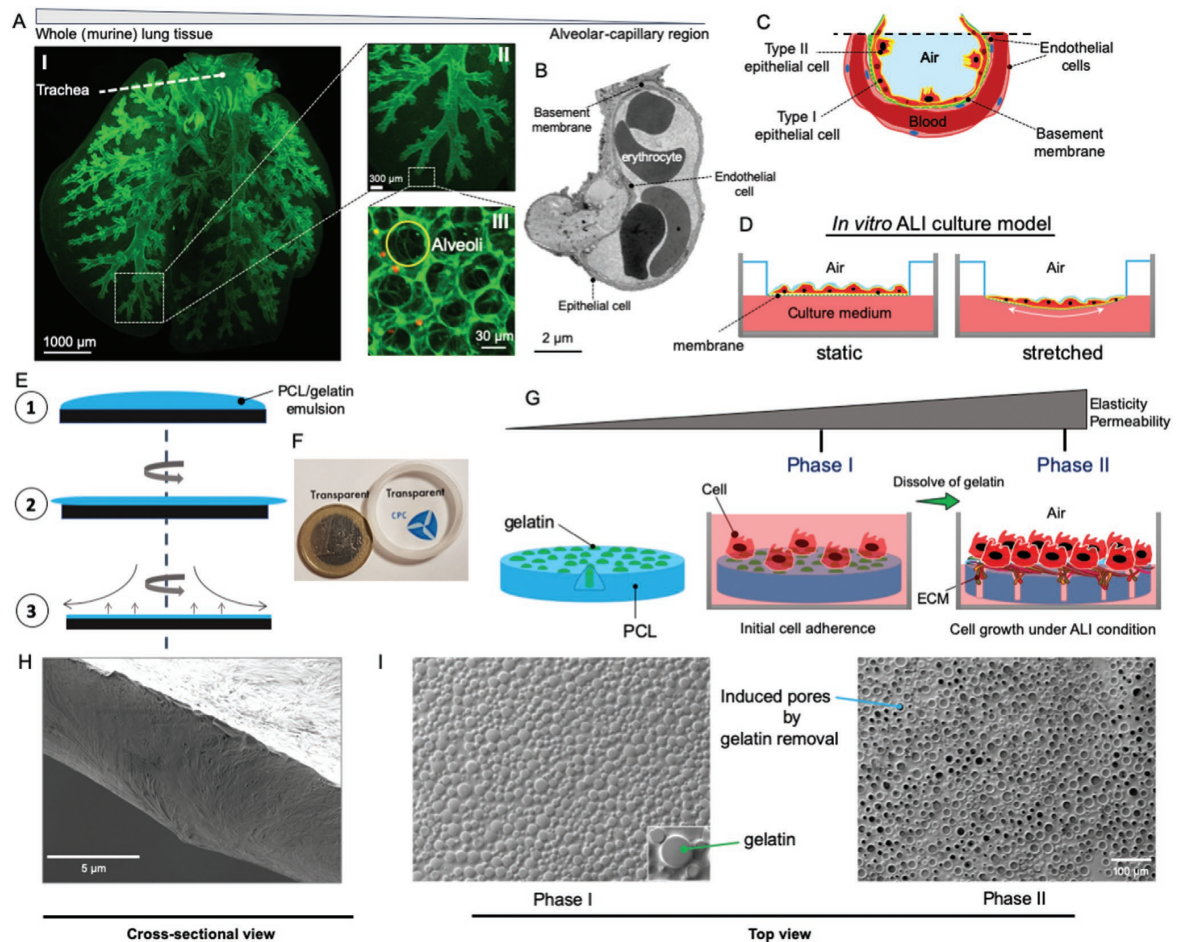 A
Whole (murine) lung tissue
Alveolar-capillary region
I
Trachea
1000 µm
II
300 µm
III
Alveoli
30 µm
B
Basement
membrane
erythrocyte
Endothelial
cell
Epithelial cell
2 µm
C
Type II
epithelial cell
Air
Endothelial
cells
Type I
epithelial cell
Blood
Basement
membrane
D
In vitro ALI culture model
Air
Culture medium
membrane
static
Air
stretched
E
1
PCL/gelatin
emulsion
2
3
F
Transparent
Transparent
CPC
G
Elasticity
Permeability
Phase I
Phase II
Dissolve of gelatin
gelatin
PCL
Cell
Initial cell adherence
Air
ECM
Cell growth under ALI condition
H
5 µm
Cross-sectional view
I
gelatin
Phase I
Induced pores
by
gelatin removal
100 µm
Phase II
Top view